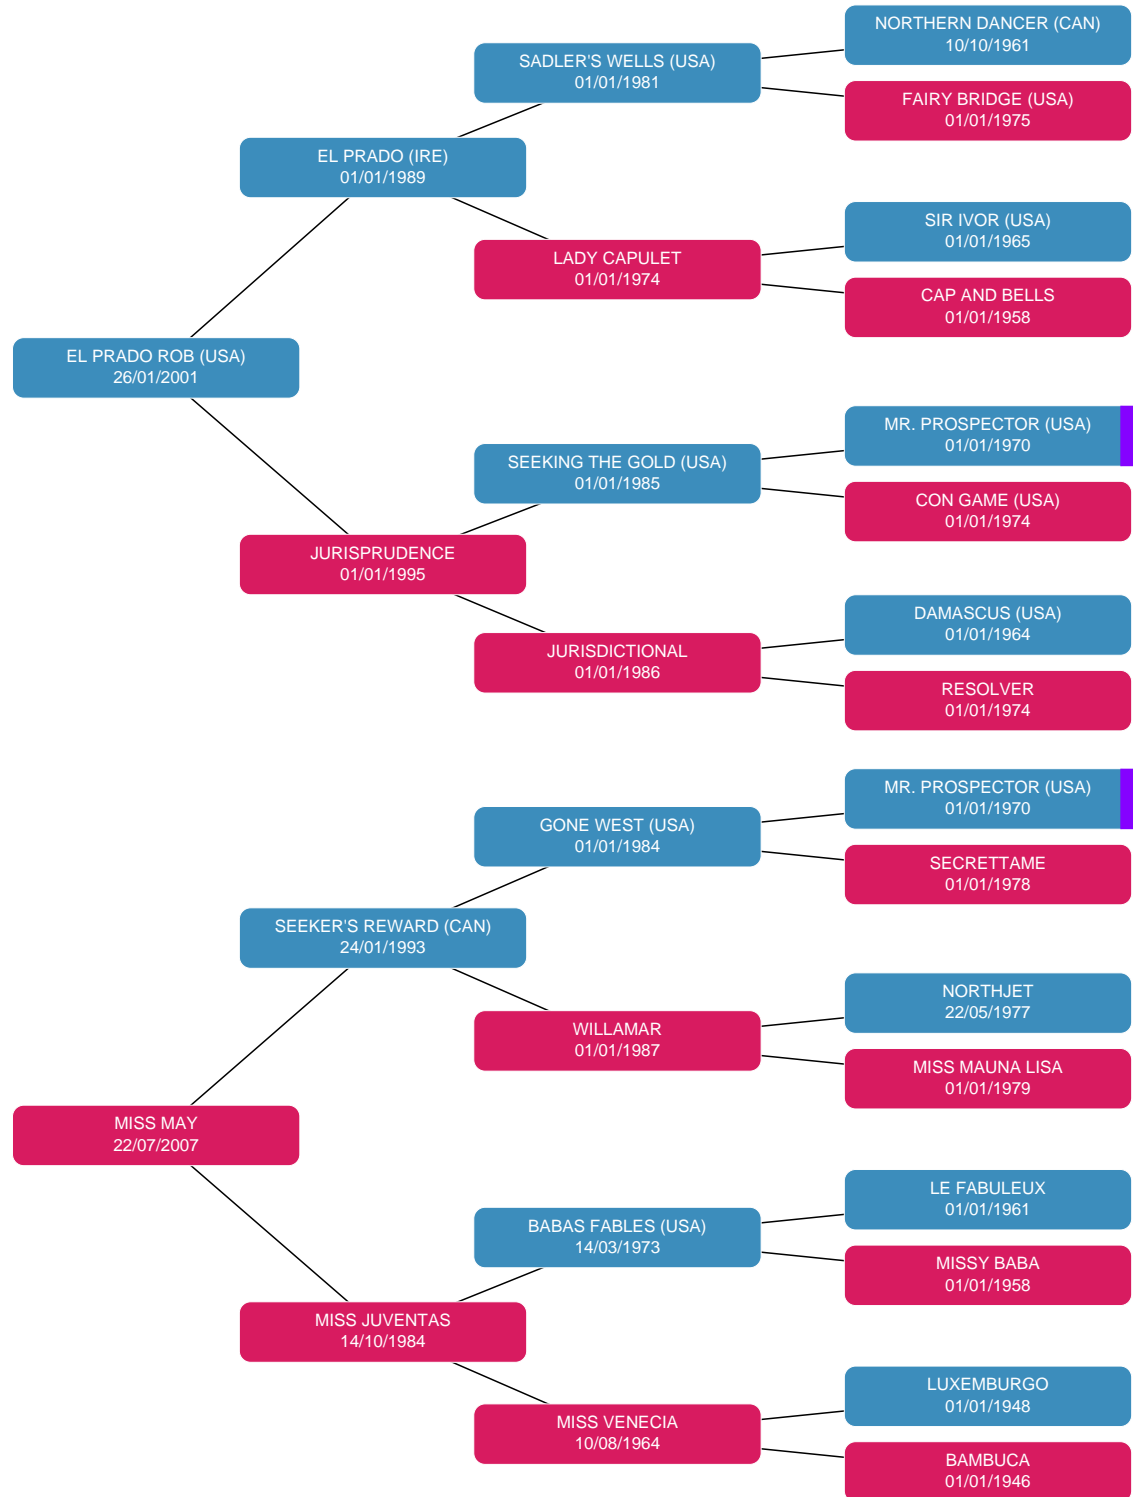 NORTHERN DANCER (CAN)
10/10/1961
SADLER'S WELLS (USA)
01/01/1981
FAIRY BRIDGE (USA)
01/01/1975
EL PRADO (IRE)
01/01/1989
SIR IVOR (USA)
01/01/1965
LADY CAPULET
01/01/1974
CAP AND BELLS
01/01/1958
EL PRADO ROB (USA)
26/01/2001
MR. PROSPECTOR (USA)
01/01/1970
SEEKING THE GOLD (USA)
01/01/1985
CON GAME (USA)
01/01/1974
JURISPRUDENCE
01/01/1995
DAMASCUS (USA)
01/01/1964
JURISDICTIONAL
01/01/1986
RESOLVER
01/01/1974
MR. PROSPECTOR (USA)
01/01/1970
GONE WEST (USA)
01/01/1984
SECRETTAME
01/01/1978
SEEKER'S REWARD (CAN)
24/01/1993
NORTHJET
22/05/1977
WILLAMAR
01/01/1987
MISS MAUNA LISA
01/01/1979
MISS MAY
22/07/2007
LE FABULEUX
01/01/1961
BABAS FABLES (USA)
14/03/1973
MISSY BABA
01/01/1958
MISS JUVENTAS
14/10/1984
LUXEMBURGO
01/01/1948
MISS VENECIA
10/08/1964
BAMBUCA
01/01/1946